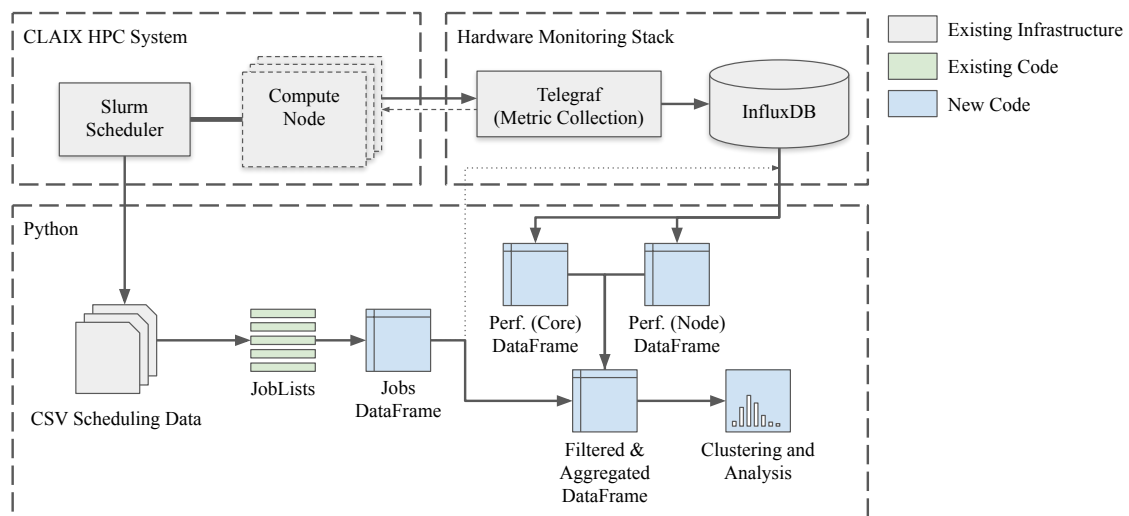 CLAIX HPC System
Slurm
Scheduler
Compute
Node
Hardware Monitoring Stack
Telegraf
(Metric Collection)
InfluxDB
Existing Infrastructure
Existing Code
New Code
Python
CSV Scheduling Data
JobLists
Jobs
DataFrame
Perf. (Core)
DataFrame
Perf. (Node)
DataFrame
Filtered &
Aggregated
DataFrame
Clustering and
Analysis